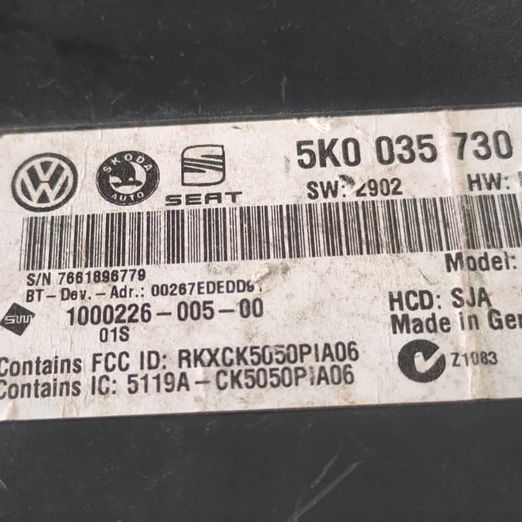 5K0 035 730
SKODA
AUTO
SEAT
SW: 2902 HW:
S/N 7661896779
Model:
BT-Dev.-Adr.: 00267EDEDD
1000226-005-00
01S
HCD: SJA
Made in Ger
Contains FCC ID: RKXCK5050PIA06
Contains IC: 5119A-CK5050PIA06
Z1083